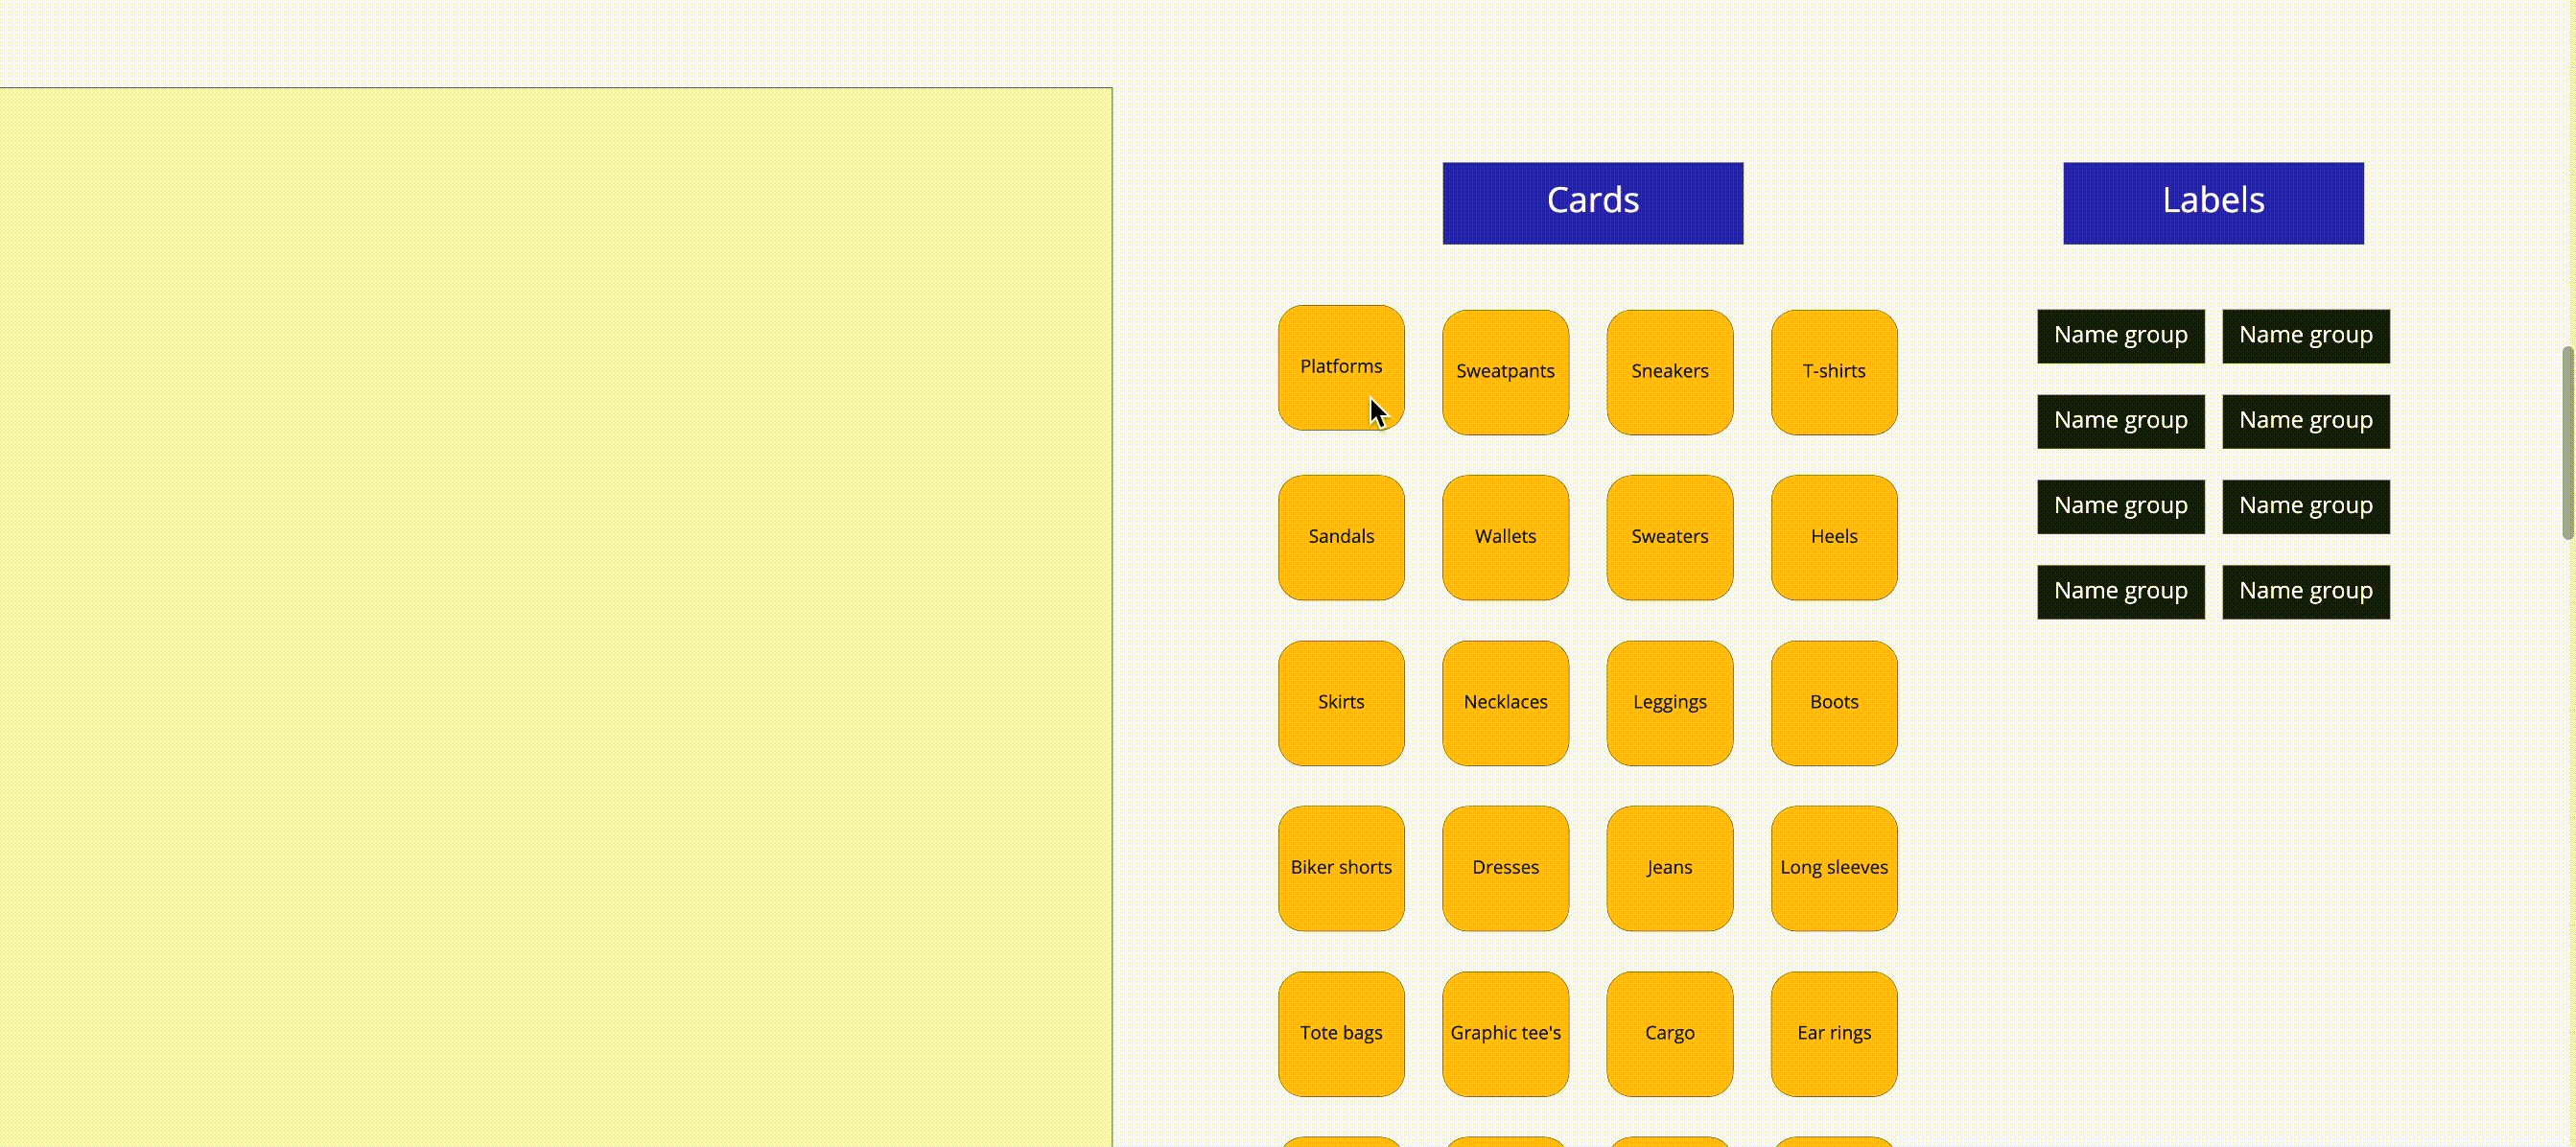 Cards
Labels
Platforms
Sweatpants
Sneakers
T-shirts
Sandals
Wallets
Sweaters
Heels
Skirts
Necklaces
Leggings
Boots
Biker shorts
Dresses
Jeans
Long sleeves
Tote bags
Graphic tee's
Cargo
Ear rings
Name group
Name group
Name group
Name group
Name group
Name group
Name group
Name group